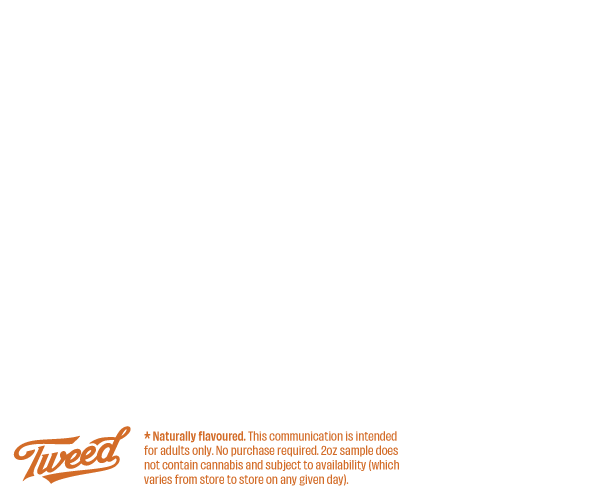 Tweed
* Naturally flavoured. This communication is intended
for adults only. No purchase required. 2oz sample does
not contain cannabis and subject to availability (which
varies from store to store on any given day).